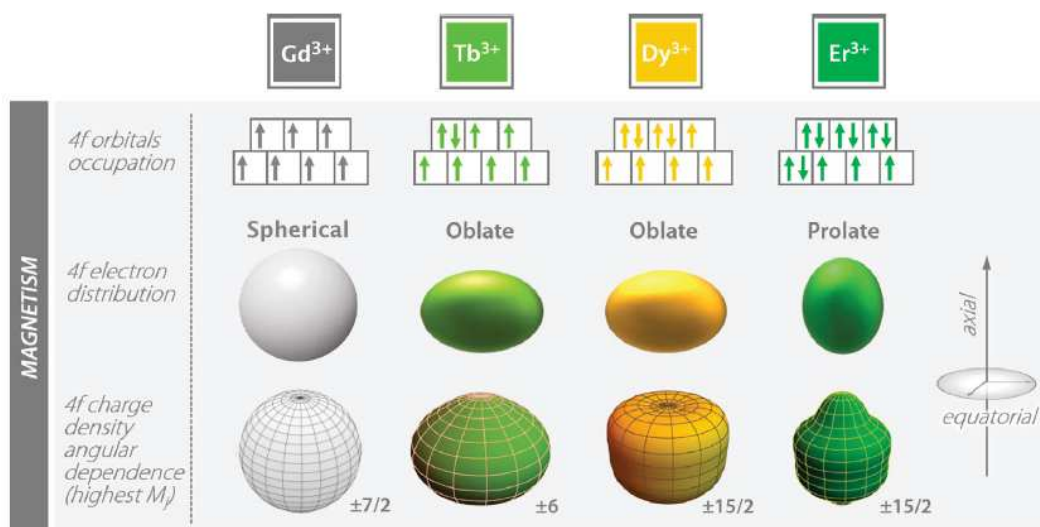 Gd³⁺ Tb³⁺ Dy³⁺ Er³⁺
MAGNETISM
4f orbitals
occupation
Spherical Oblate Oblate Prolate
4f electron
distribution
axial
equatorial
4f charge
density
angular
dependence
(highest Mⱼ)
±7/2 ±6 ±15/2 ±15/2